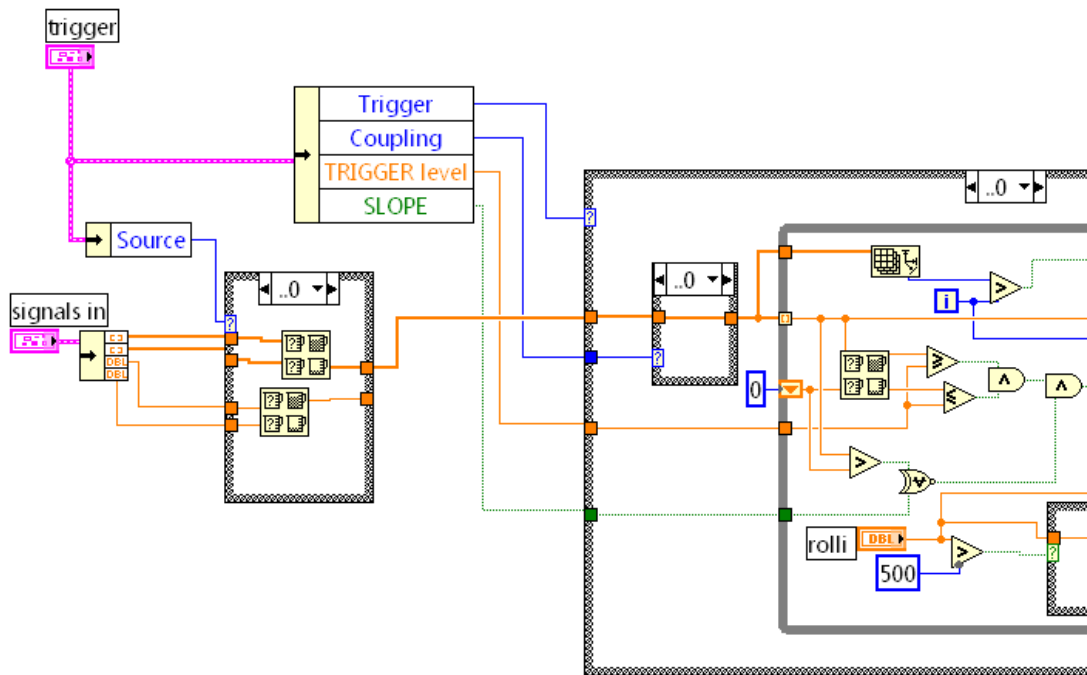 trigger
Trigger
Coupling
TRIGGER level
SLOPE
Source
..0
..0
..0
signals in
DBL
DBL
i
0
rolli
DBL
500